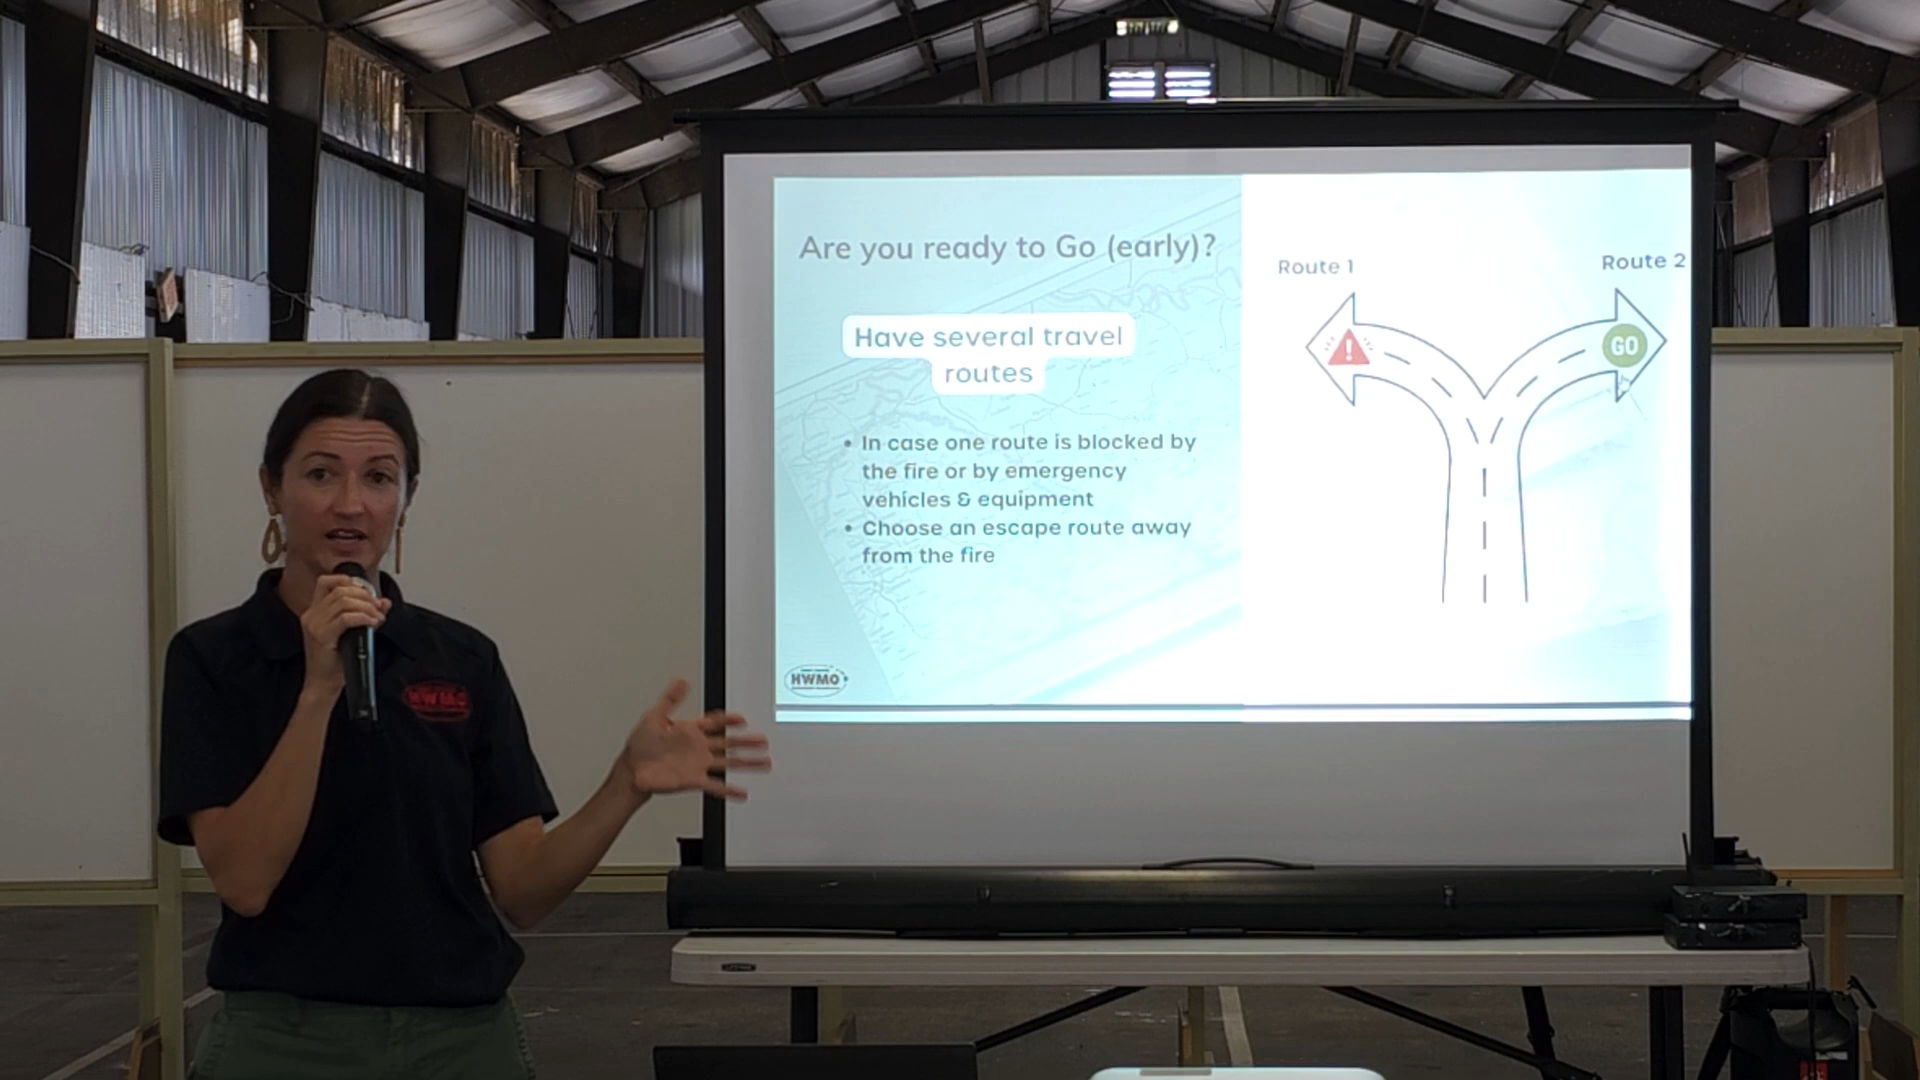 Are you ready to Go (early)?
Have several travel
routes
• In case one route is blocked by
the fire or by emergency
vehicles & equipment
• Choose an escape route away
from the fire
Route 1
Route 2
!
GO
HWMO
HWMO